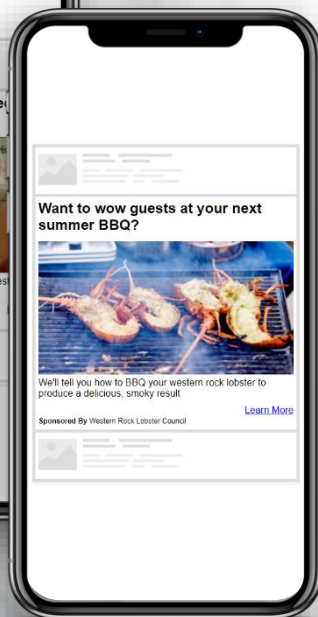 Want to wow guests at your next
summer BBQ?
We'll tell you how to BBQ your western rock lobster to
produce a delicious, smoky result
Learn More
Sponsored By Western Rock Lobster Council